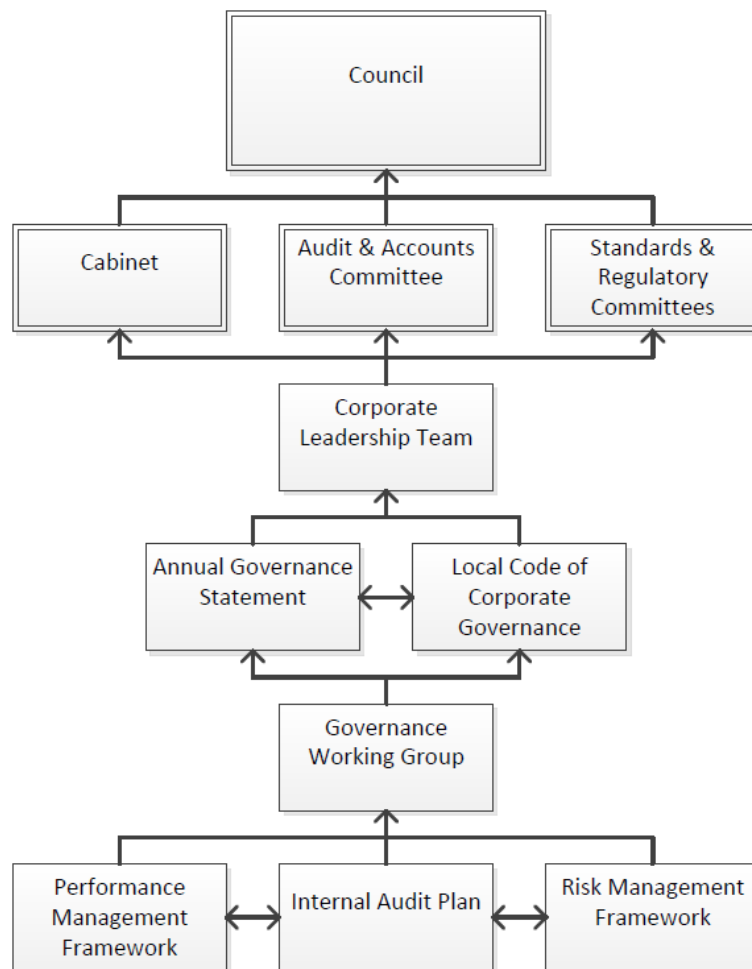 Council
Cabinet
Audit & Accounts
Committee
Standards &
Regulatory
Committees
Corporate
Leadership Team
Annual Governance
Statement
Local Code of
Corporate
Governance
Governance
Working Group
Performance
Management
Framework
Internal Audit Plan
Risk Management
Framework